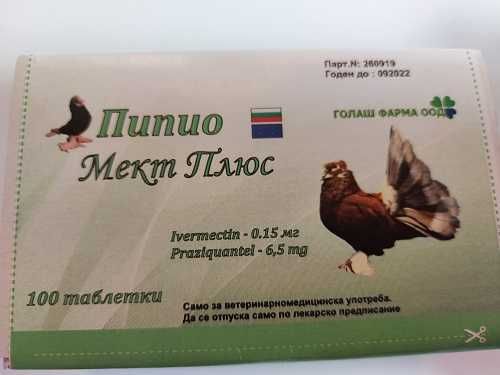 Парт.N: 260919
Годен до : 092022
ГОЛАШ ФАРМА ООД
Пипио
Мект Плюс
Ivermectin - 0.15 мг
Praziquantel - 6,5 mg
100 таблетки
Само за ветеринарномедицинска употреба.
Да се отпуска само по лекарско предписание